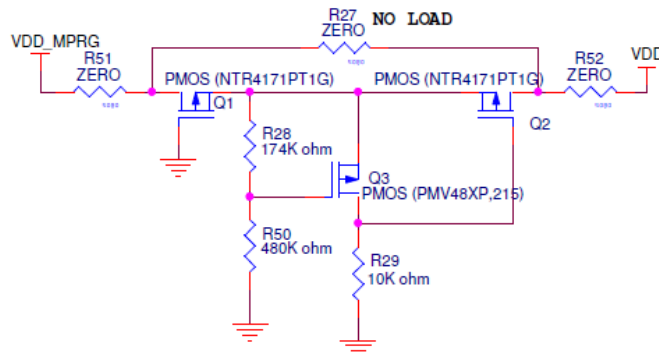 R27 NO LOAD
ZERO
VDD_MPRG
R51
ZERO
R52
ZERO
VDD
PMOS (NTR4171PT1G)
PMOS (NTR4171PT1G)
Q1
Q2
R28
174K ohm
Q3
PMOS (PMV48XP,215)
R50
480K ohm
R29
10K ohm